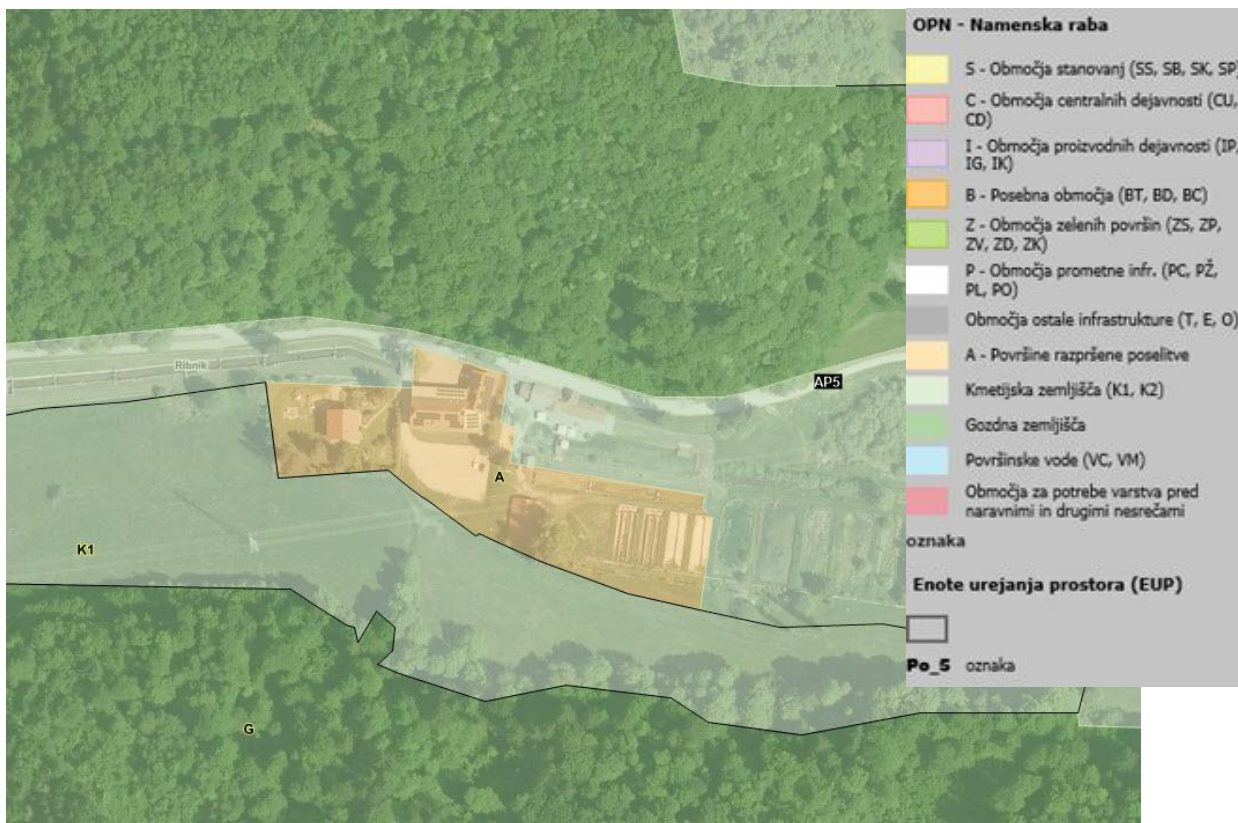 Ribnik
AP5
A
K1
G
OPN - Namenska raba
S - Območja stanovanj (SS, SB, SK, SP)
C - Območja centralnih dejavnosti (CU,
CD)
I - Območja proizvodnih dejavnosti (IP,
IG, IK)
B - Posebna območja (BT, BD, BC)
Z - Območja zelenih površin (ZS, ZP,
ZV, ZD, ZK)
P - Območja prometne infr. (PC, PŽ,
PL, PO)
Območja ostale infrastrukture (T, E, O)
A - Površine razpršene poselitve
Kmetijska zemljišča (K1, K2)
Gozdna zemljišča
Površinske vode (VC, VM)
Območja za potrebe varstva pred
naravnimi in drugimi nesrečami
oznaka
Enote urejanja prostora (EUP)
Po_5 oznaka